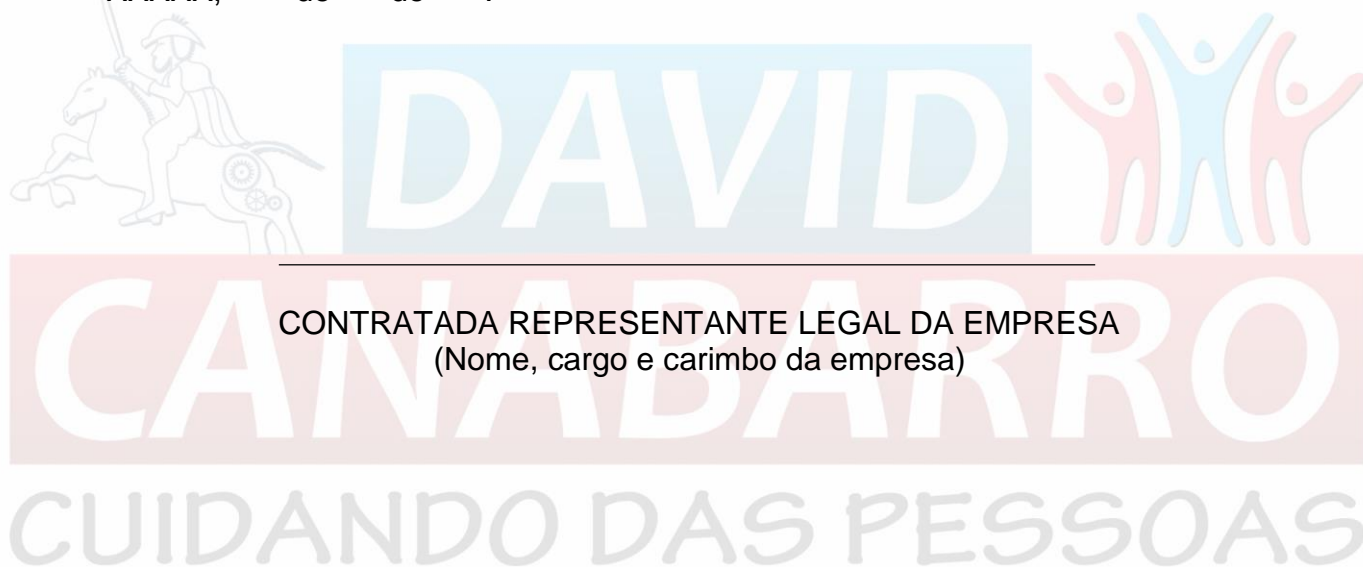 DAVID
CANABARRO
CONTRATADA REPRESENTANTE LEGAL DA EMPRESA
(Nome, cargo e carimbo da empresa)
CUIDANDO DAS PESSOAS